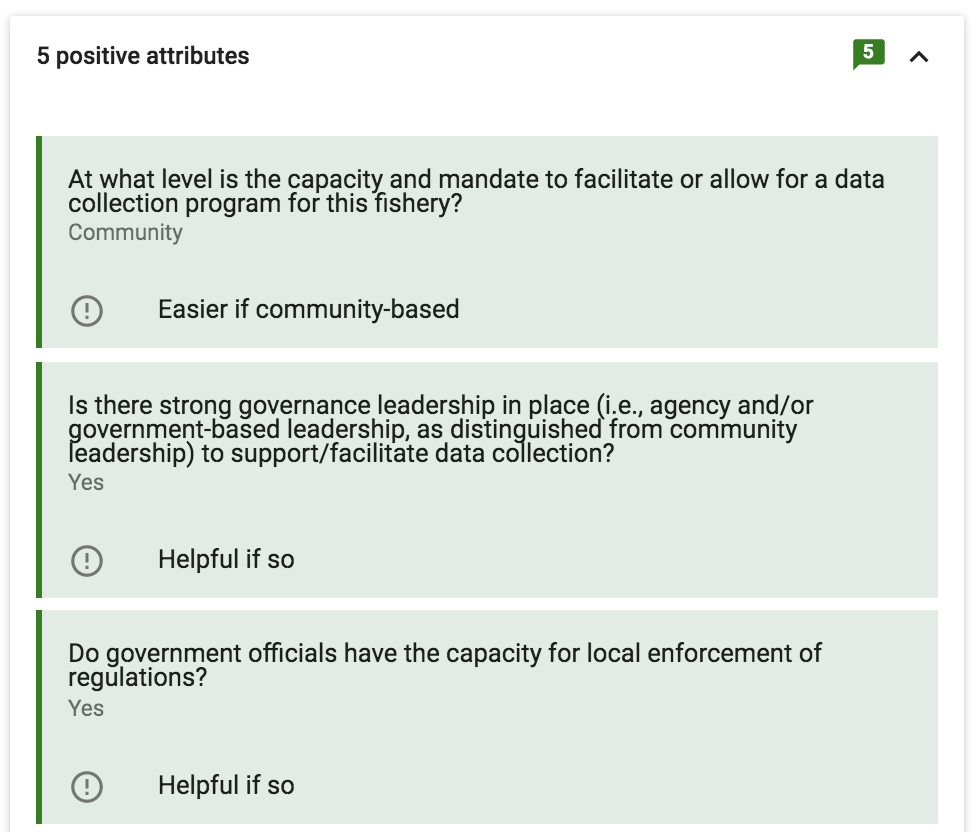 5 positive attributes
5
At what level is the capacity and mandate to facilitate or allow for a data
collection program for this fishery?
Community
Easier if community-based
Is there strong governance leadership in place (i.e., agency and/or
government-based leadership, as distinguished from community
leadership) to support/facilitate data collection?
Yes
Helpful if so
Do government officials have the capacity for local enforcement of
regulations?
Yes
Helpful if so